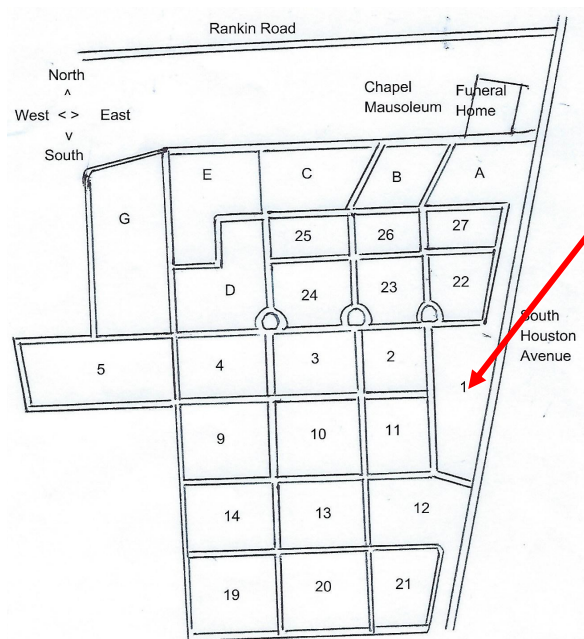 Rankin Road
North
^
West < > East
v
South
Chapel
Mausoleum
Funeral
Home
E
C
B
A
G
25
26
27
D
24
23
22
South
Houston
Avenue
5
4
3
2
1
9
10
11
14
13
12
19
20
21